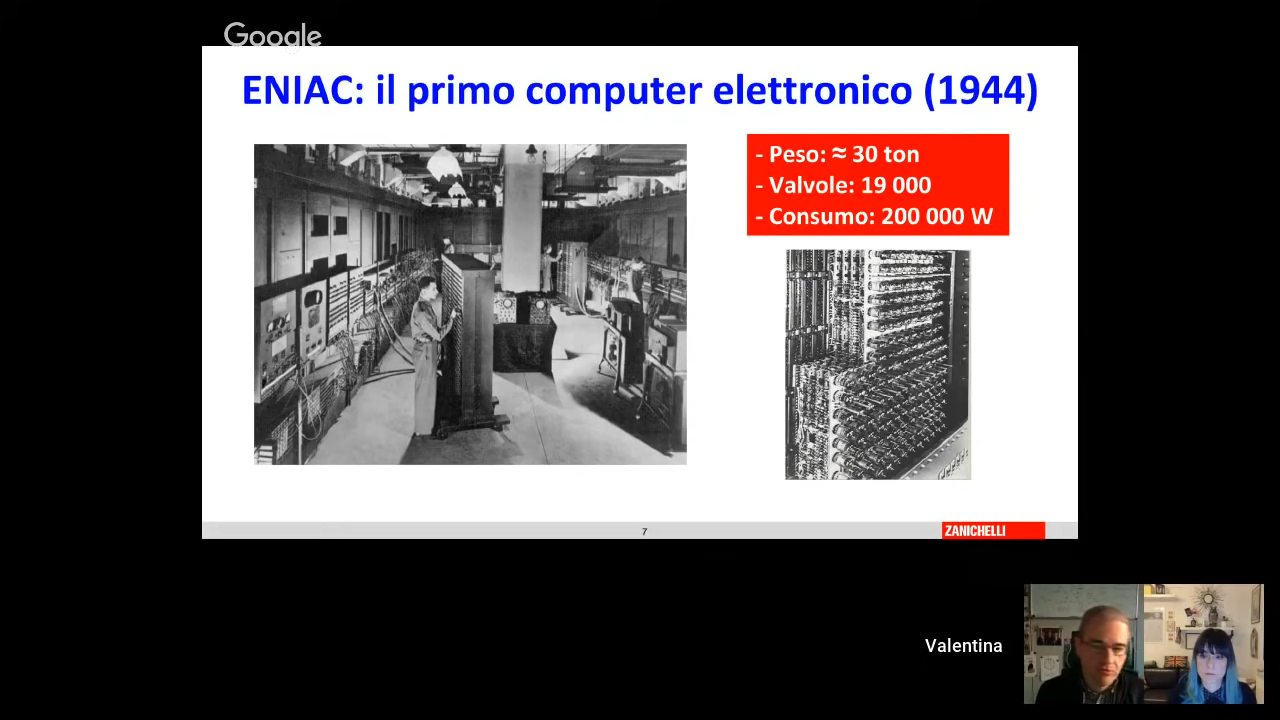 Google
ENIAC: il primo computer elettronico (1944)
- Peso: ≈ 30 ton
- Valvole: 19 000
- Consumo: 200 000 W
7
ZANICHELLI
Valentina